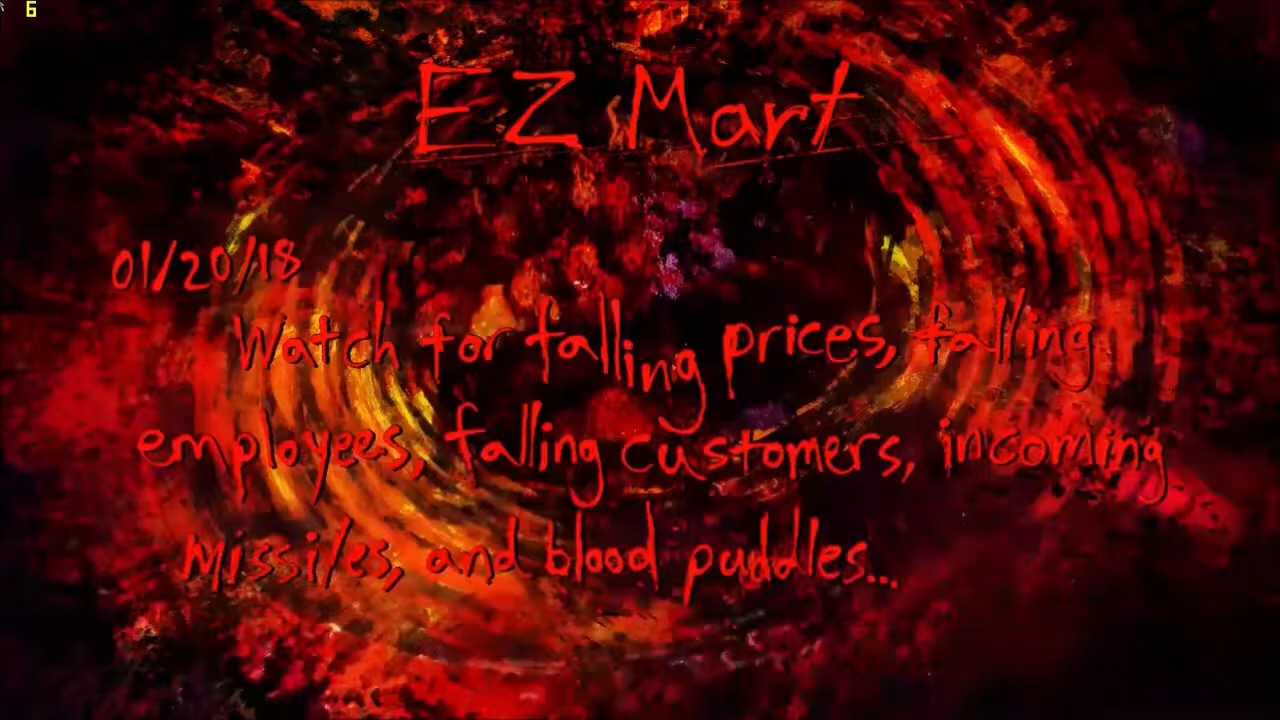 6
EZ Mart
01/20/18
Watch for falling prices, falling
employees, falling customers, incoming
missiles, and blood puddles...